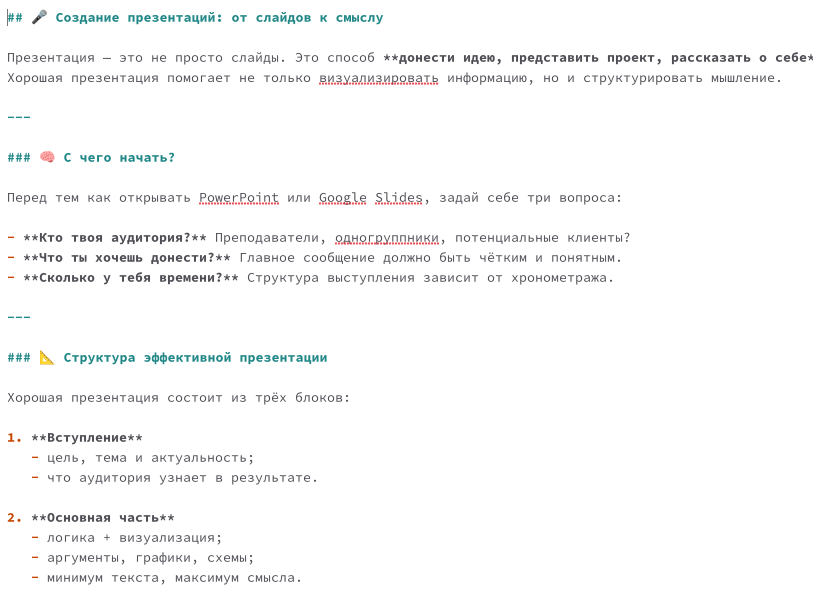 ## 🎤 Создание презентаций: от слайдов к смыслу
Презентация — это не просто слайды. Это способ **донести идею, представить проект, рассказать о себе*
Хорошая презентация помогает не только визуализировать информацию, но и структурировать мышление.
---
### 🧠 С чего начать?
Перед тем как открывать PowerPoint или Google Slides, задай себе три вопроса:
- **Кто твоя аудитория?** Преподаватели, одногруппники, потенциальные клиенты?
- **Что ты хочешь донести?** Главное сообщение должно быть чётким и понятным.
- **Сколько у тебя времени?** Структура выступления зависит от хронометража.
---
### 📐 Структура эффективной презентации
Хорошая презентация состоит из трёх блоков:
1. **Вступление**
- цель, тема и актуальность;
- что аудитория узнает в результате.
2. **Основная часть**
- логика + визуализация;
- аргументы, графики, схемы;
- минимум текста, максимум смысла.